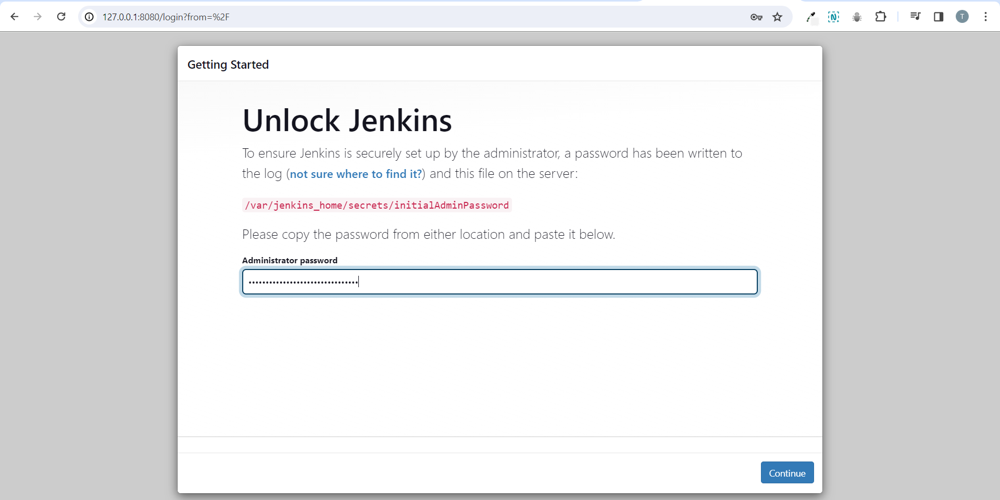 127.0.0.1:8080/login?from=%2F
T
Getting Started
Unlock Jenkins
To ensure Jenkins is securely set up by the administrator, a password has been written to
the log (not sure where to find it?) and this file on the server:
/var/jenkins_home/secrets/initialAdminPassword
Please copy the password from either location and paste it below.
Administrator password
••••••••••••••••••••••••••••••••
Continue